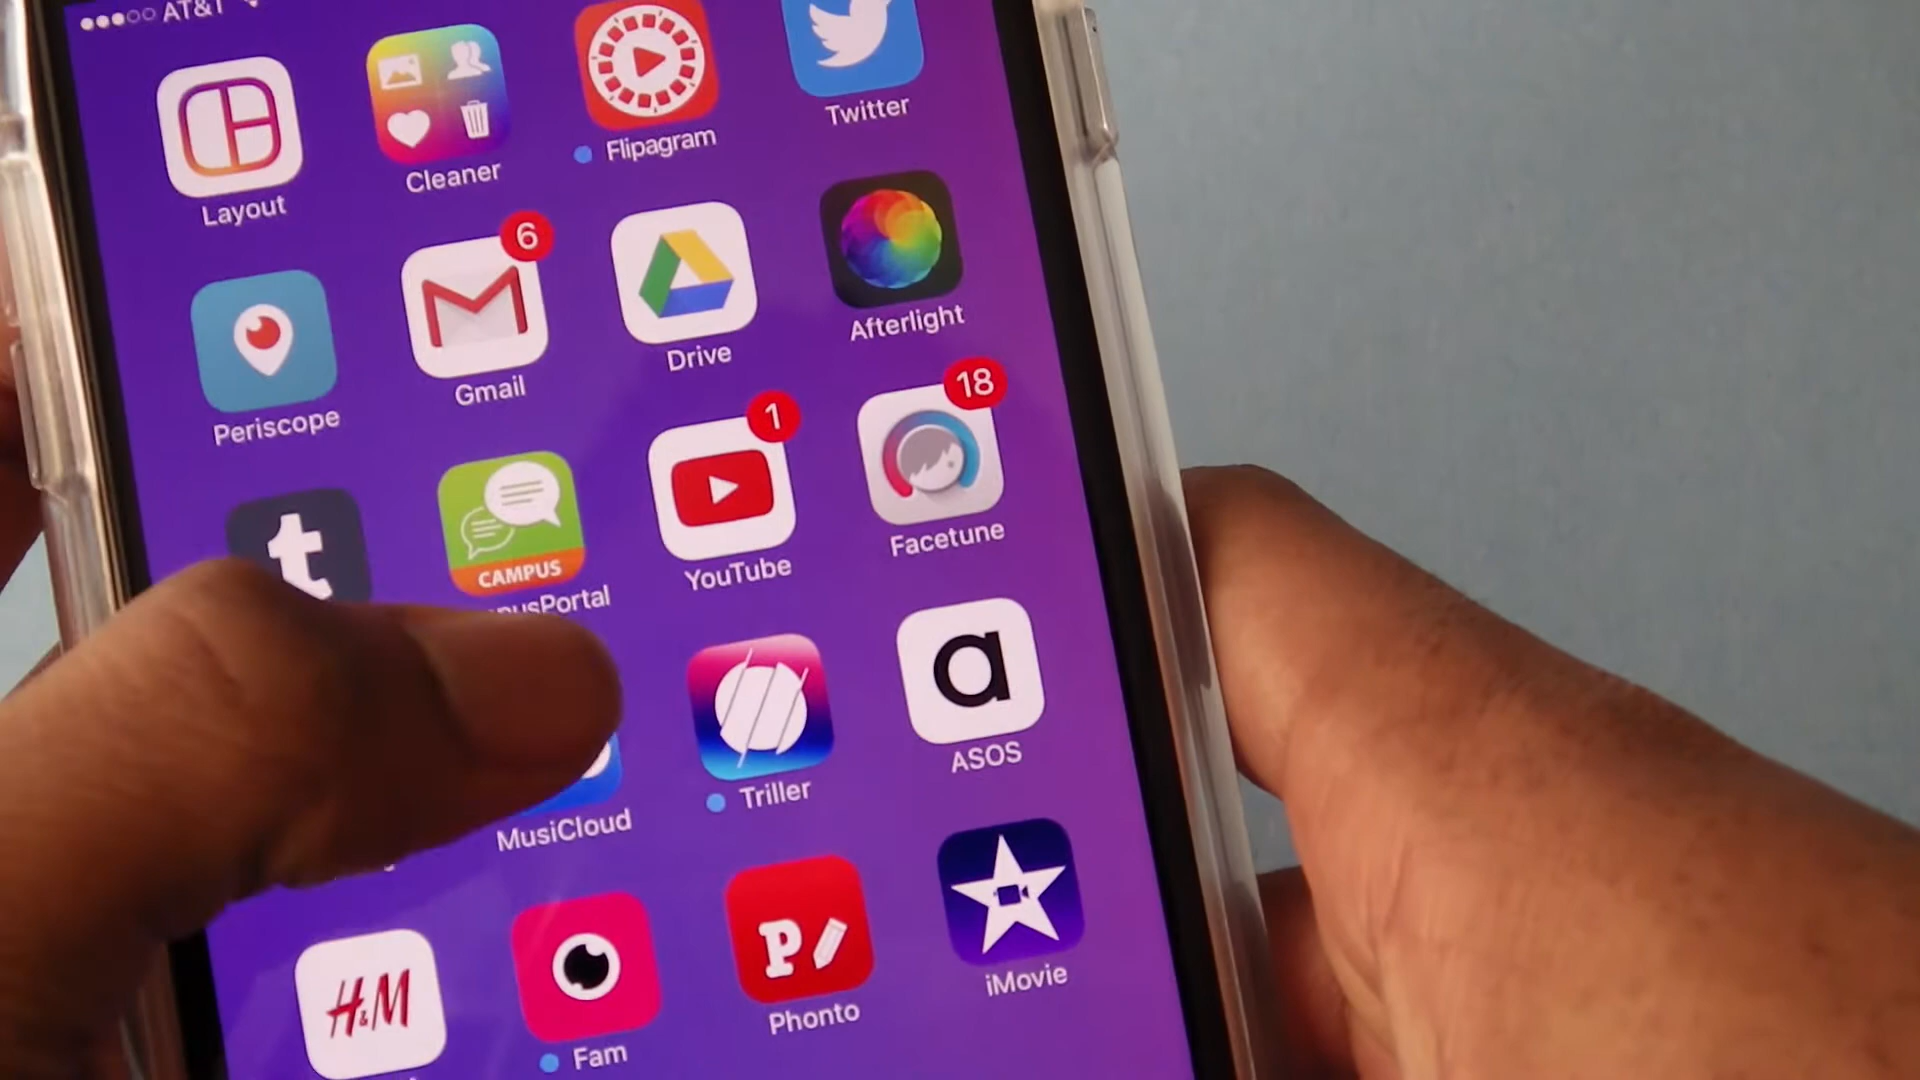 AT&T
Layout
Cleaner
Flipagram
Twitter
Periscope
6
Gmail
Drive
Afterlight
t
CAMPUS
usPortal
1
YouTube
18
Facetune
MusiCloud
Triller
a
ASOS
H&M
Fam
P
Phonto
iMovie